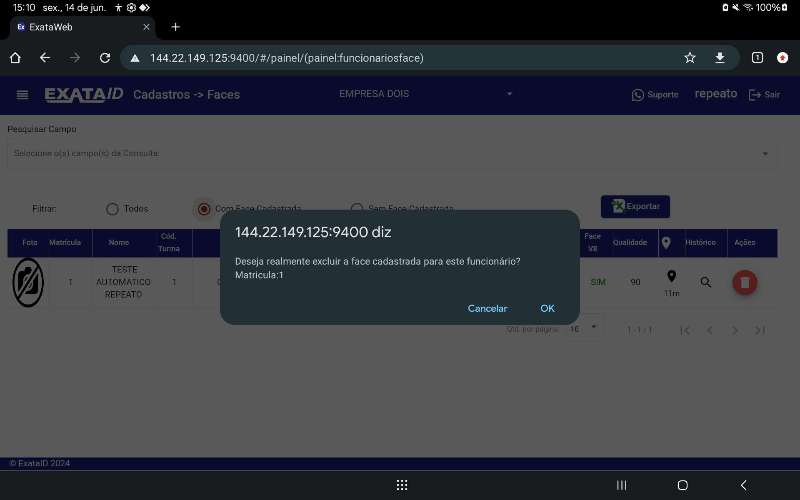 15:10 sex., 14 de jun. 100%
Ex ExataWeb
144.22.149.125:9400/#/painel/(painel:funcionariosface)
1
EXATAID Cadastros -> Faces EMPRESA DOIS Suporte repeato Sair
Pesquisar Campo
Selecione o(s) campo(s) da Consulta
Filtrar: Todos Com Face Cadastrada Sem Face Cadastrada Exportar
Foto Matrícula Nome Cód. Turma Face V8 Qualidade Histórico Ações
1 TESTE AUTOMATICO REPEATO 1 SIM 90 11m
144.22.149.125:9400 diz
Deseja realmente excluir a face cadastrada para este funcionário?
Matricula:1
Cancelar OK
Qtd. por página: 10 1 - 1 / 1
© ExataID 2024